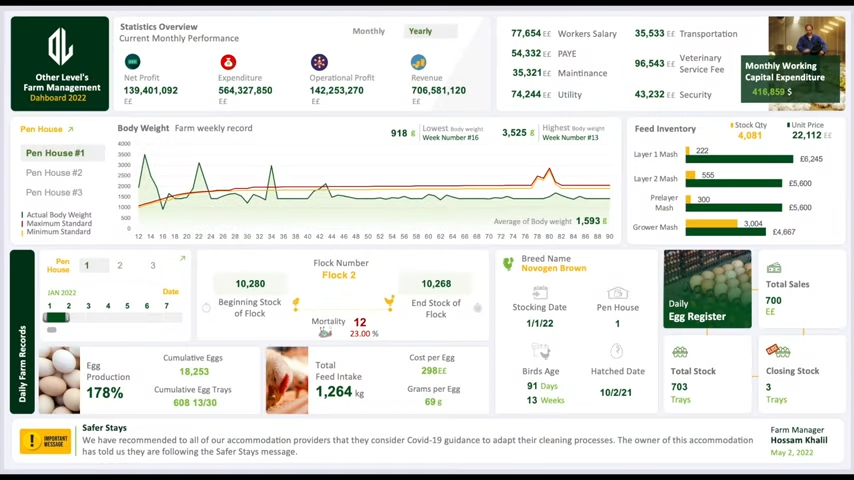 Other Level's
Farm Management
Dahboard 2022
Statistics Overview
Current Monthly Performance
Monthly
Yearly
Net Profit
139,401,092
E£
Expenditure
564,327,850
E£
Operational Profit
142,253,270
E£
Revenue
706,581,120
E£
77,654 E£ Workers Salary
54,332 E£ PAYE
35,321 E£ Maintinance
74,244 E£ Utility
35,533 E£ Transportation
96,543 E£ Veterinary
Service Fee
43,232 E£ Security
Monthly Working
Capital Expenditure
416,859 $
Pen House
Pen House #1
Pen House #2
Pen House #3
Actual Body Weight
Maximum Standard
Minimum Standard
Body Weight Farm weekly record
918 g
Lowest Body weight
Week Number #16
3,525 g
Highest Body weight
Week Number #13
4000
3500
3000
2500
2000
1500
1000
500
0
12 14 16 18 20 22 24 26 28 30 32 34 36 38 40 42 44 46 48 50 52 54 56 58 60 62 64 66 68 70 72 74 76 78 80 82 84 86 88 90
Average of Body weight 1,593 g
Feed Inventory
Stock Qty
4,081
Unit Price
22,112 E£
Layer 1 Mash
222
£6,245
Layer 2 Mash
555
£5,600
Prelayer
Mash
300
£5,600
Grower Mash
3,004
£4,667
Daily Farm Records
Pen
House
1 2 3
JAN 2022
Date
1 2 3 4 5 6 7
Flock Number
Flock 2
10,280
Beginning Stock
of Flock
10,268
End Stock of
Flock
Mortality 12
23.00 %
Egg
Production
178%
Cumulative Eggs
18,253
Cumulative Egg Trays
608 13/30
Total
Feed Intake
1,264 kg
Cost per Egg
298E£
Grams per Egg
69 g
Breed Name
Novogen Brown
Stocking Date
1/1/22
Pen House
1
Birds Age
91 Days
13 Weeks
Hatched Date
10/2/21
Daily
Egg Register
Total Sales
700
E£
Total Stock
703
Trays
Closing Stock
3
Trays
IMPORTANT
MESSAGE
Safer Stays
We have recommended to all of our accommodation providers that they consider Covid-19 guidance to adapt their cleaning processes. The owner of this accommodation
has told us they are following the Safer Stays message.
Farm Manager
Hossam Khalil
May 2, 2022